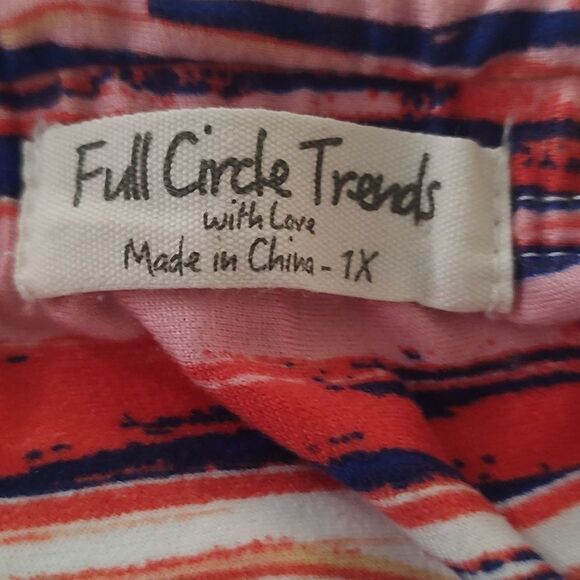 Full Circle Trends
with Love
Made in China - 1X